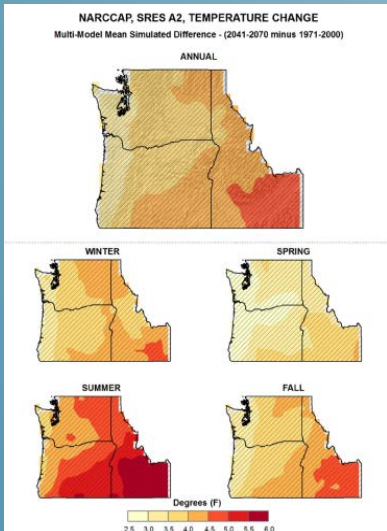 NARCCAP, SRES A2, TEMPERATURE CHANGE
Multi-Model Mean Simulated Difference - (2041-2070 minus 1971-2000)
ANNUAL
WINTER
SPRING
SUMMER
FALL
Degrees (F)
2.5 3.0 3.5 4.0 4.5 5.0 5.5 6.0